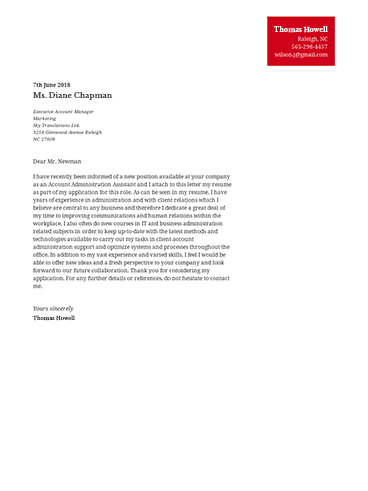 Thomas Howell
Raleigh, NC
565-298-4457
wilson.j@gmail.com
7th June 2018
Ms. Diane Chapman
Executive Account Manager
Marketing
Sky Translations Ltd.
3256 Glenwood Avenue Raleigh
NC 27608
Dear Mr. Newman
I have recently been informed of a new position available at your company
as an Account Administration Assistant and I attach to this letter my resume
as part of my application for this role. As can be seen in my resume, I have
years of experience in administration and with client relations which I
believe are central to any business and therefore I dedicate a great deal of
my time to improving communications and human relations within the
workplace. I also often do new courses in IT and business administration
related subjects in order to keep up-to-date with the latest methods and
technologies available to carry out my tasks in client account
administration support and optimize systems and processes throughout the
office. In addition to my vast experience and varied skills, I feel I would be
able to offer new ideas and a fresh perspective to your company and look
forward to our future collaboration. Thank you for considering my
application. For any further details or references, do not hesitate to contact
me.
Yours sincerely
Thomas Howell